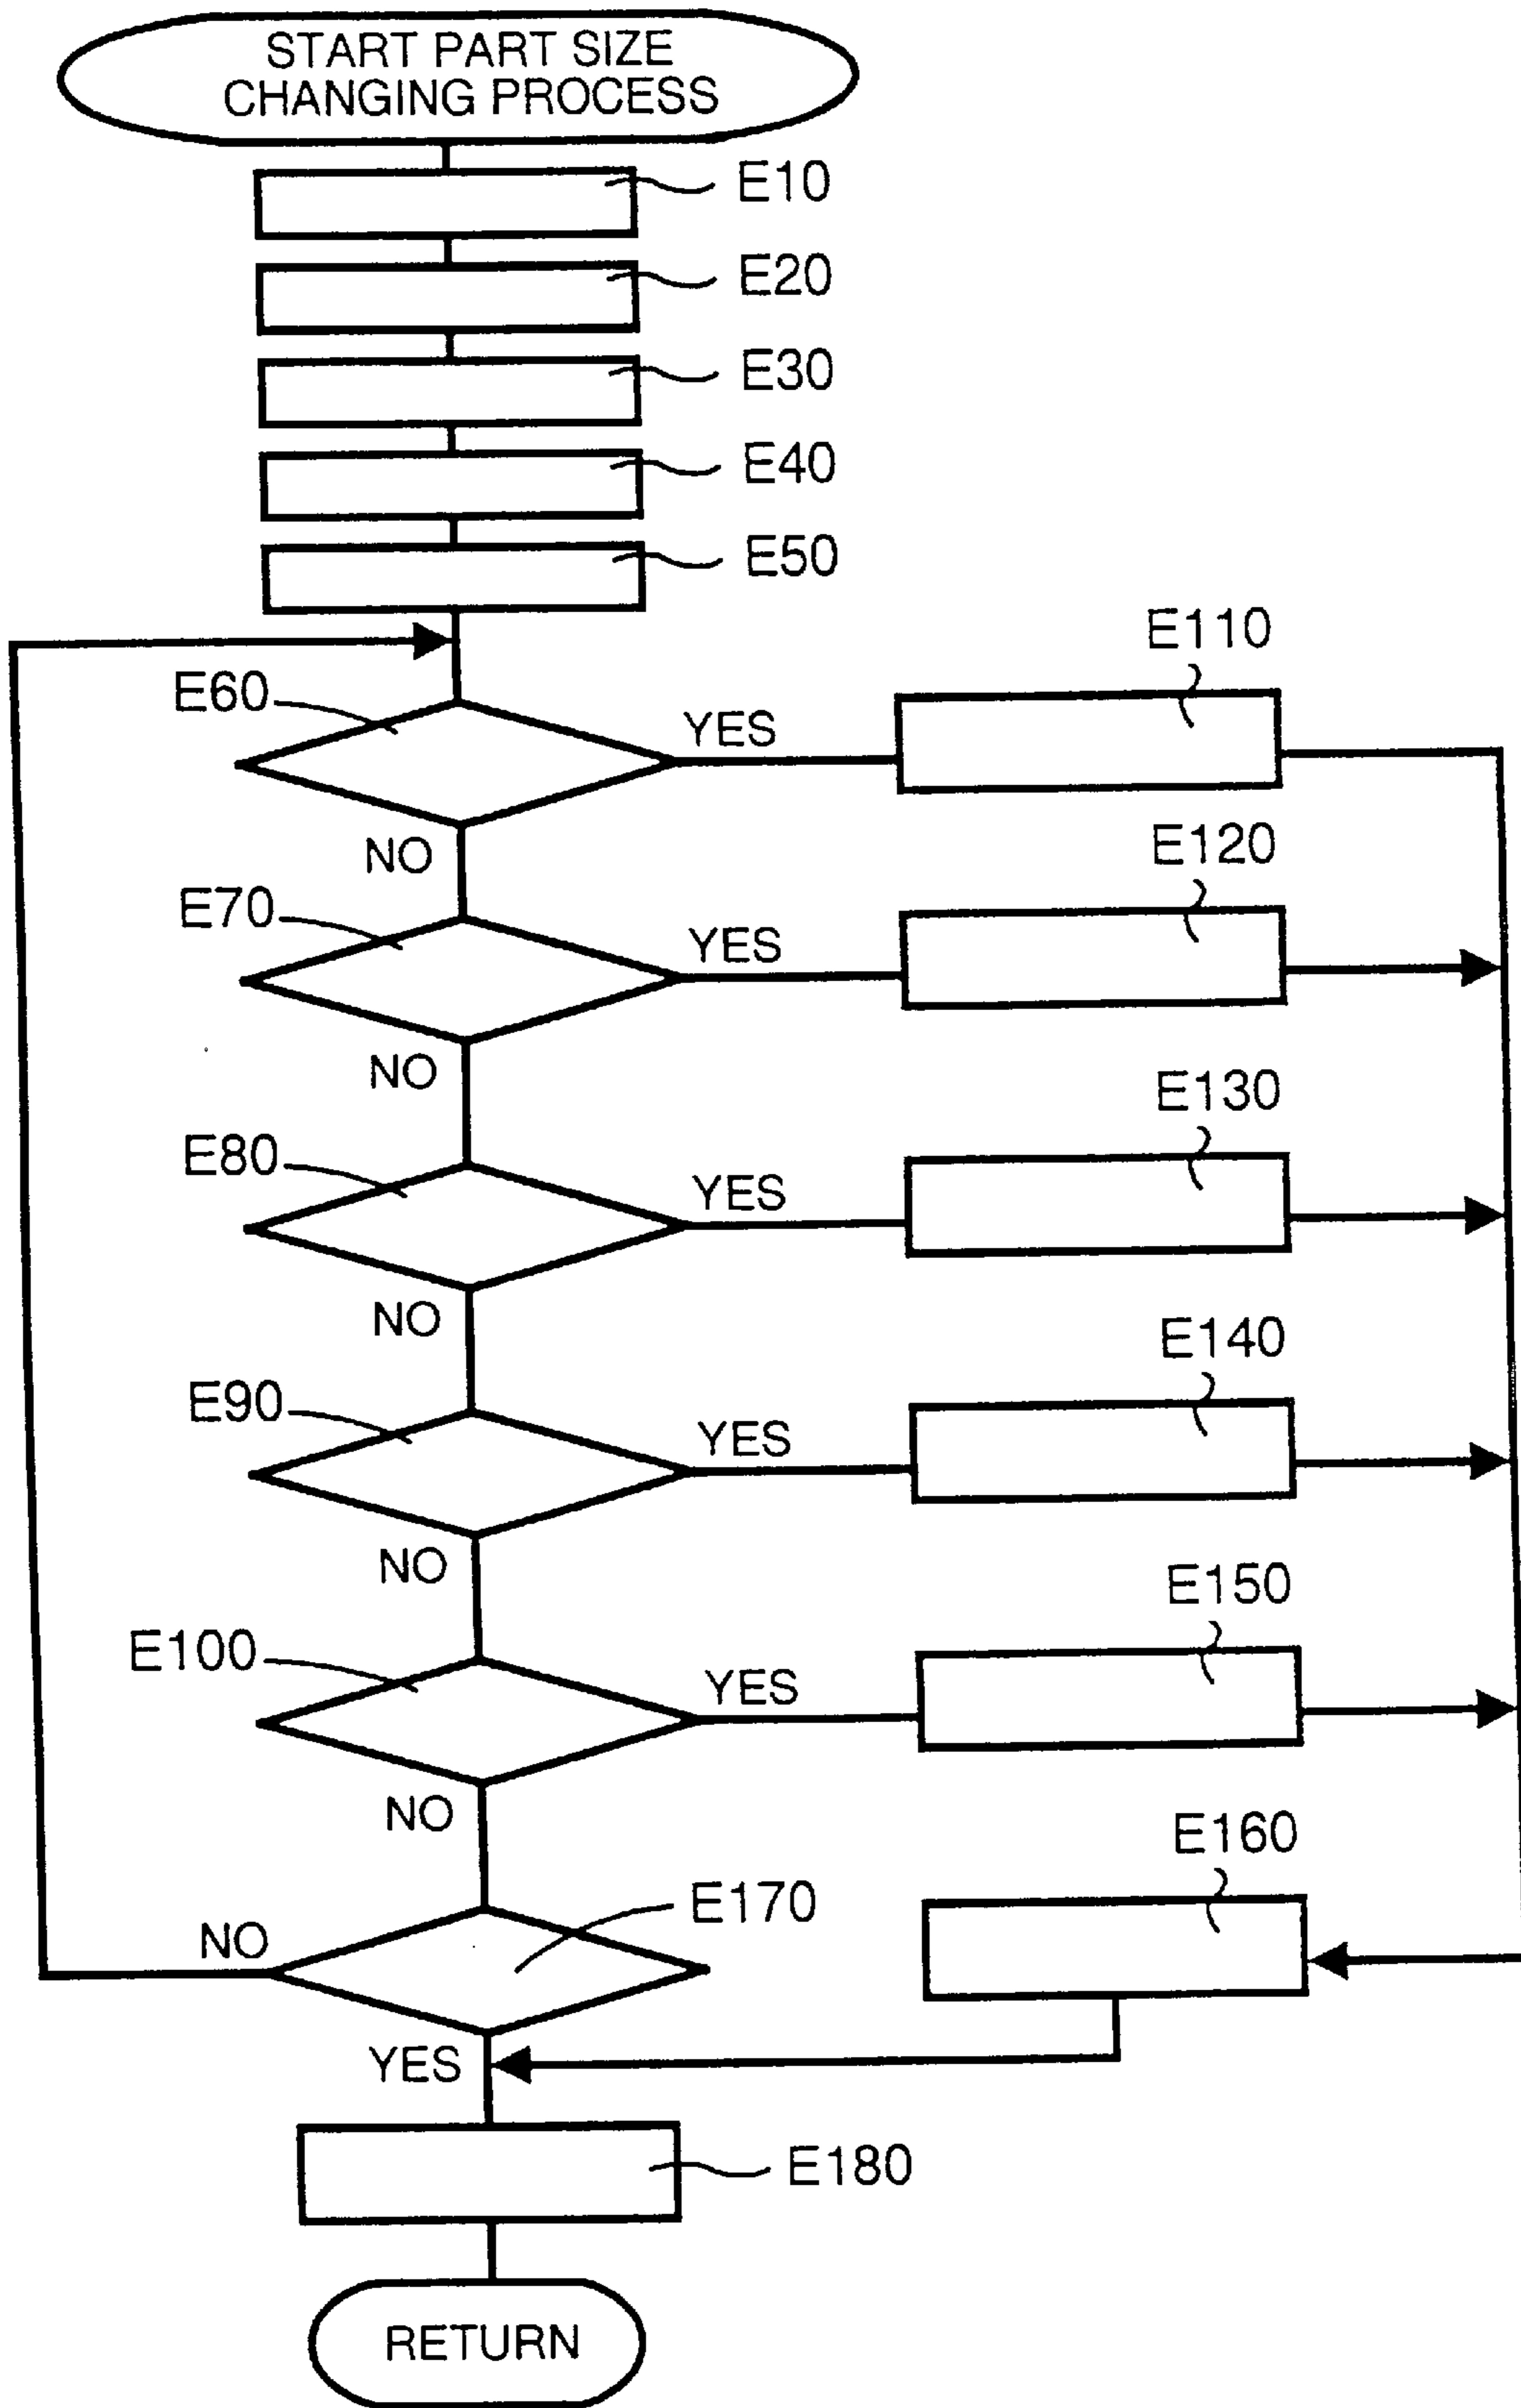 START PART SIZE
CHANGING PROCESS
E10
E20
E30
E40
E50
E110
E60
YES
NO
E120
E70
YES
NO
E130
E80
YES
NO
E140
E90
YES
NO
E150
E100
YES
NO
E160
E170
NO
YES
E180
RETURN